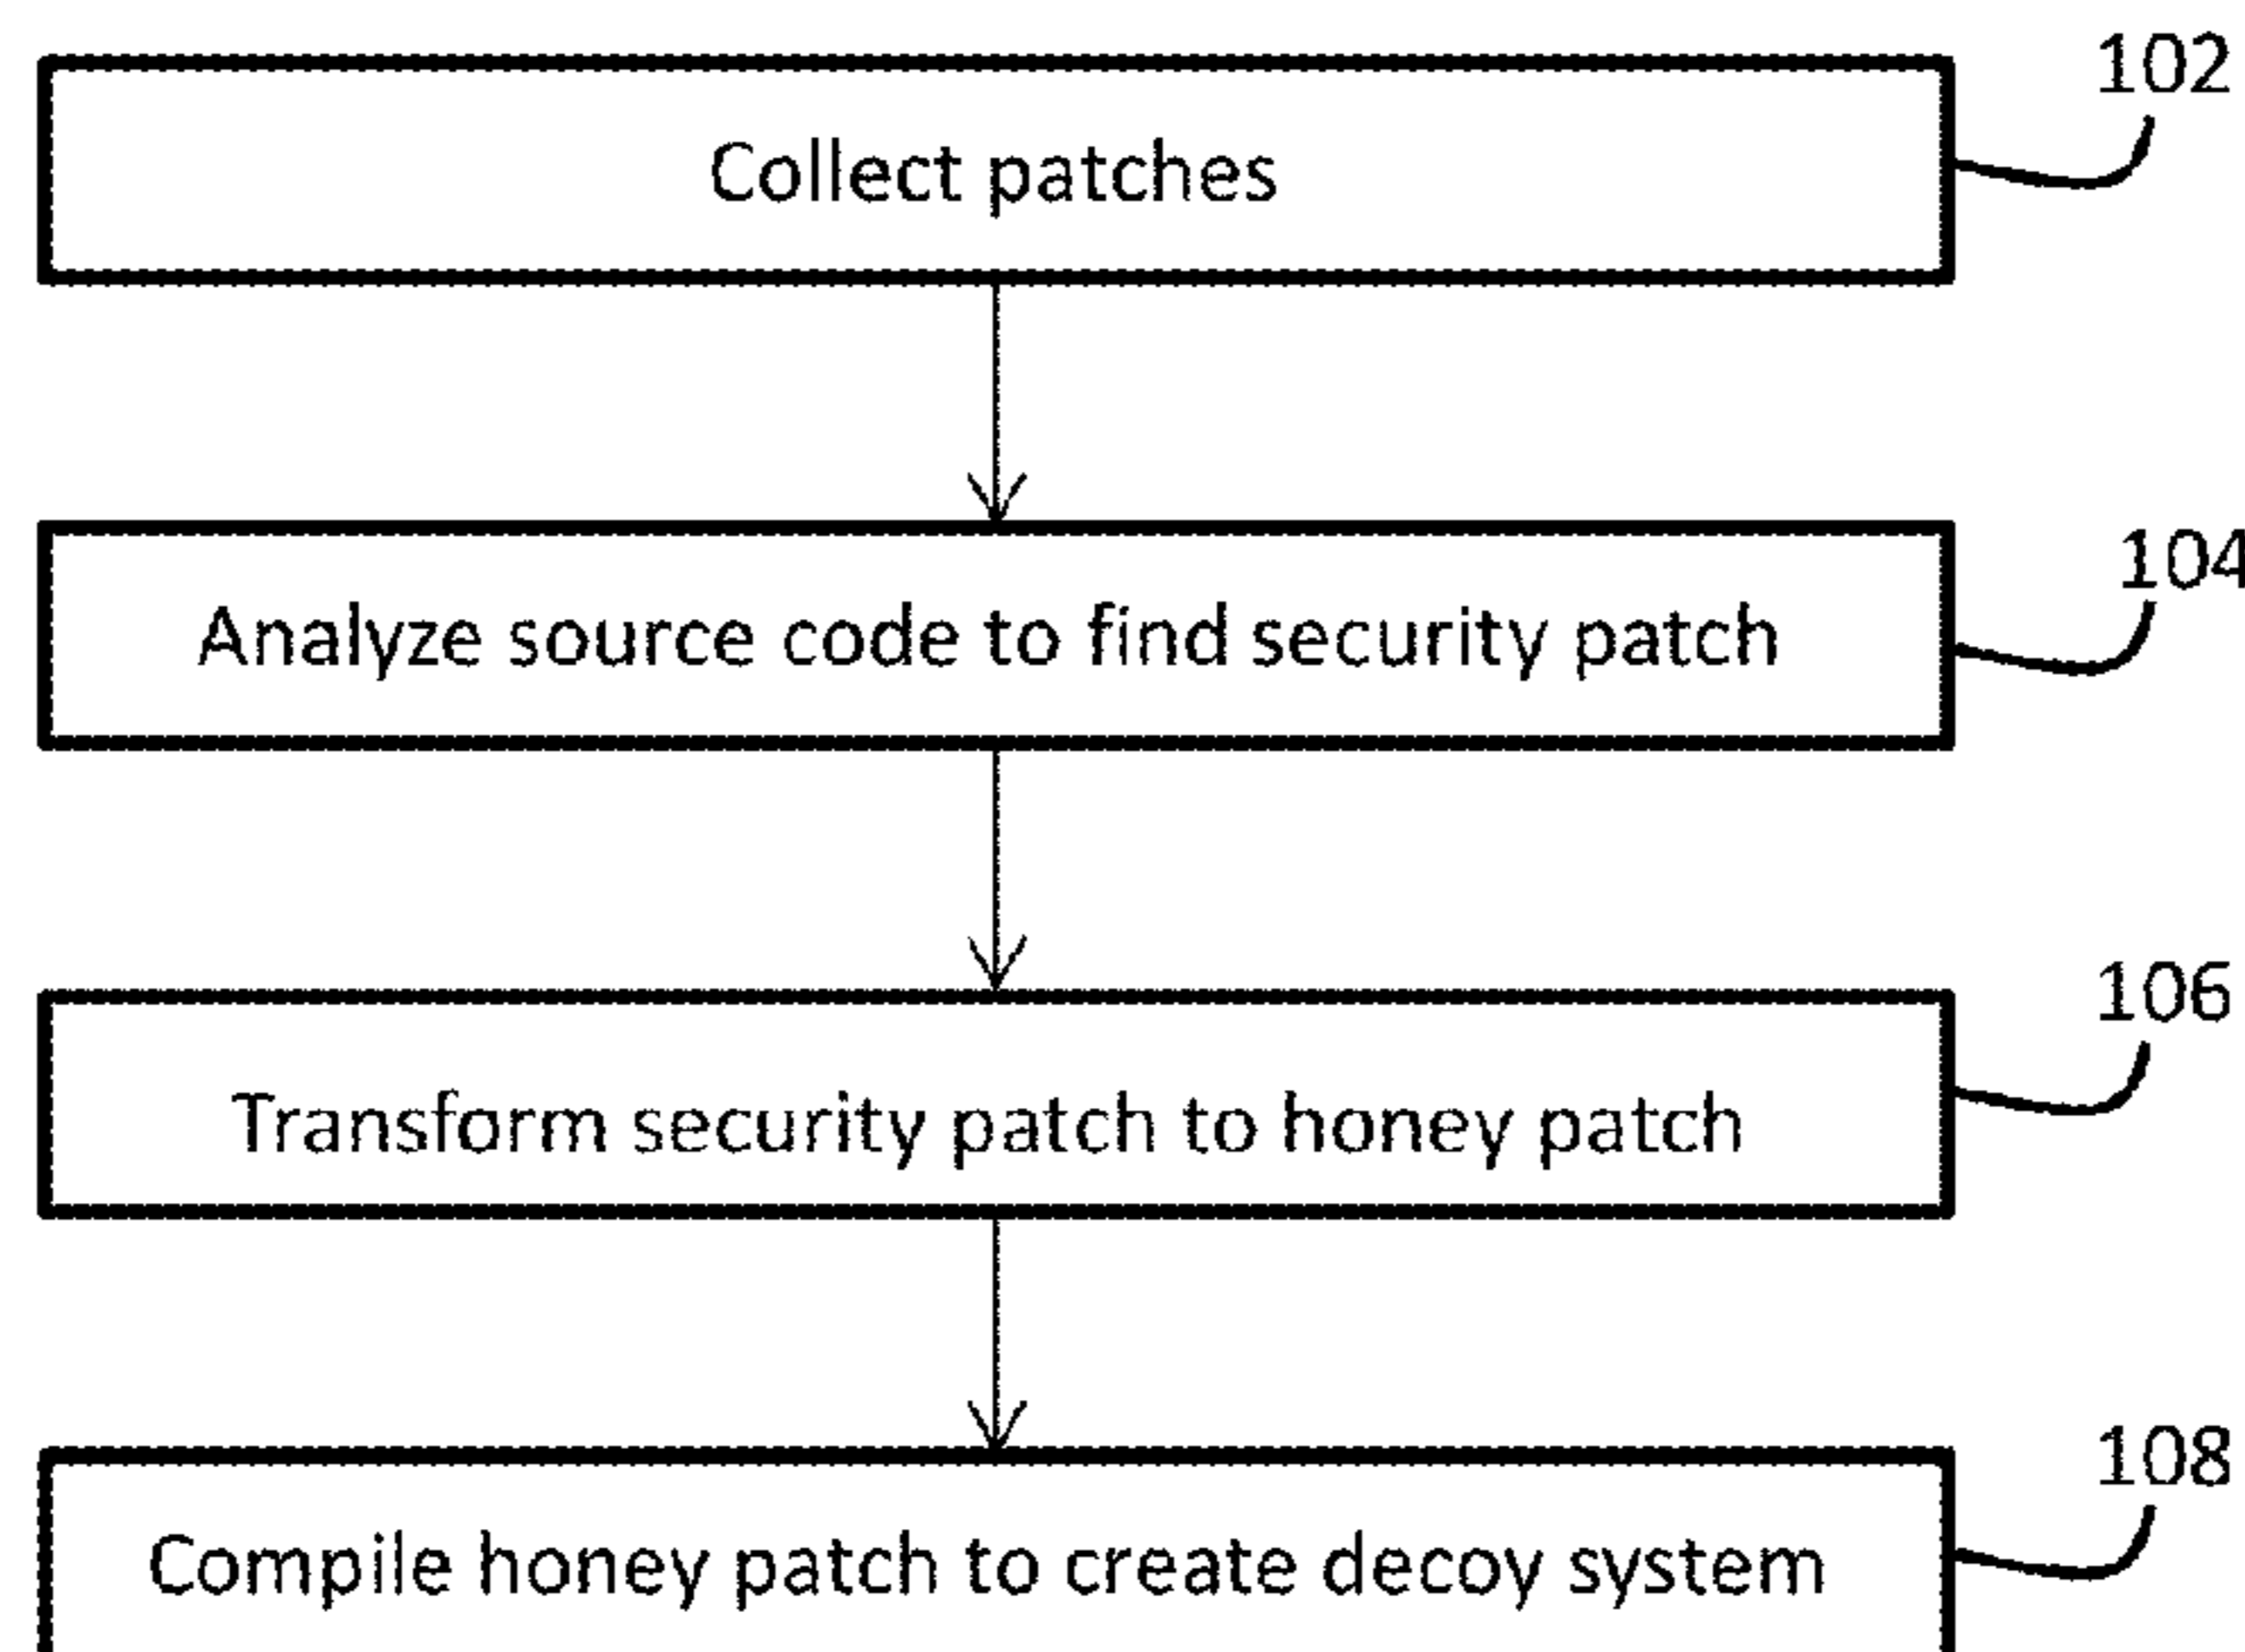 102
Collect patches
104
Analyze source code to find security patch
106
Transform security patch to honey patch
108
Compile honey patch to create decoy system